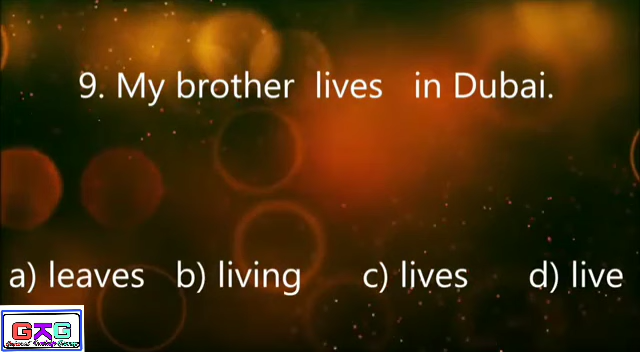 9. My brother lives in Dubai.
a) leaves b) living c) lives d) live
GKG